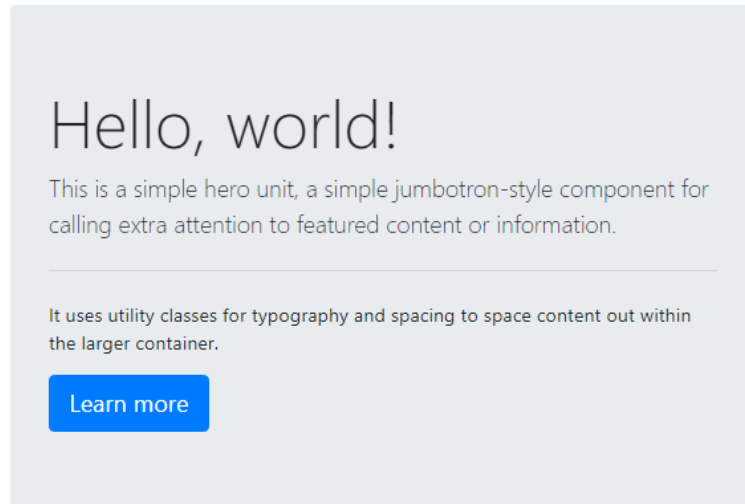 Hello, world!
This is a simple hero unit, a simple jumbotron-style component for
calling extra attention to featured content or information.
It uses utility classes for typography and spacing to space content out within
the larger container.
Learn more